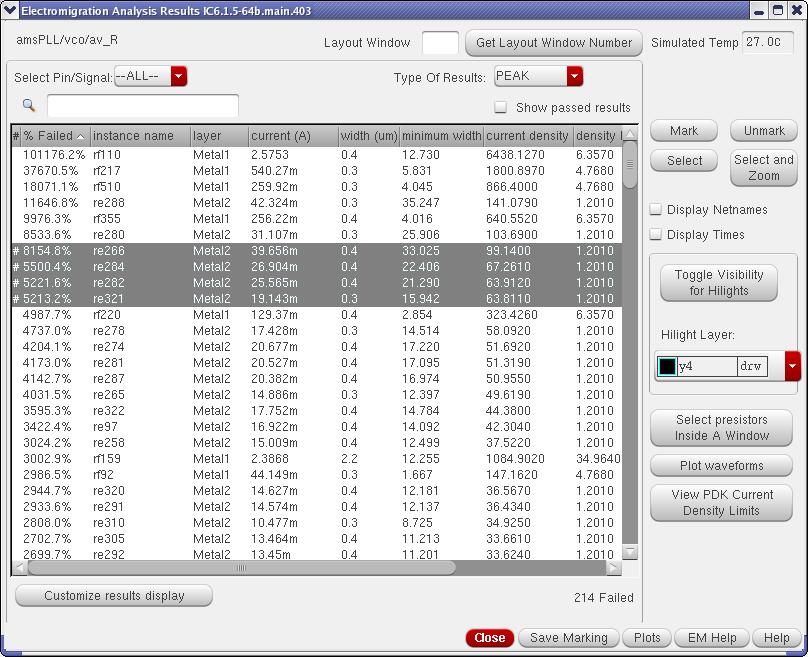 Electromigration Analysis Results IC6.1.5-64b.main.403
amsPLL/vco/av_R
Layout Window
Get Layout Window Number
Simulated Temp 27.0C
Select Pin/Signal: --ALL--
Type Of Results: PEAK
Show passed results
# % Failed instance name layer current (A) width (um) minimum width current density density l
101176.2% rf110 Metal1 2.5753 0.4 12.730 6438.1270 6.3570
37670.5% rf217 Metal1 540.27m 0.3 5.831 1800.8970 4.7680
18071.1% rf510 Metal1 259.92m 0.3 4.045 866.4000 4.7680
11646.8% re288 Metal2 42.324m 0.3 35.247 141.0790 1.2010
9976.3% rf355 Metal1 256.22m 0.4 4.016 640.5520 6.3570
8533.6% re280 Metal2 31.107m 0.3 25.906 103.6900 1.2010
# 8154.8% re266 Metal2 39.656m 0.4 33.025 99.1400 1.2010
# 5500.4% re284 Metal2 26.904m 0.4 22.406 67.2610 1.2010
# 5221.6% re282 Metal2 25.565m 0.4 21.290 63.9120 1.2010
# 5213.2% re321 Metal2 19.143m 0.3 15.942 63.8110 1.2010
4987.7% rf220 Metal1 129.37m 0.4 2.854 323.4260 6.3570
4737.0% re278 Metal2 17.428m 0.3 14.514 58.0920 1.2010
4204.1% re274 Metal2 20.677m 0.4 17.220 51.6920 1.2010
4173.0% re281 Metal2 20.527m 0.4 17.095 51.3190 1.2010
4142.7% re287 Metal2 20.382m 0.4 16.974 50.9550 1.2010
4031.5% re265 Metal2 14.886m 0.3 12.397 49.6190 1.2010
3595.3% re322 Metal2 17.752m 0.4 14.784 44.3800 1.2010
3422.4% re97 Metal2 16.922m 0.4 14.092 42.3040 1.2010
3024.2% re258 Metal2 15.009m 0.4 12.499 37.5220 1.2010
3002.9% rf159 Metal1 2.3868 2.2 12.255 1084.9020 34.9640
2986.5% rf92 Metal1 44.149m 0.3 1.667 147.1620 4.7680
2944.7% re320 Metal2 14.627m 0.4 12.181 36.5670 1.2010
2933.6% re291 Metal2 14.574m 0.4 12.137 36.4340 1.2010
2808.0% re310 Metal2 10.477m 0.3 8.725 34.9250 1.2010
2702.7% re305 Metal2 13.464m 0.4 11.213 33.6610 1.2010
2699.7% re292 Metal2 13.45m 0.4 11.201 33.6240 1.2010
Customize results display
214 Failed
Mark
Unmark
Select
Select and
Zoom
Display Netnames
Display Times
Toggle Visibility
for Hilights
Hilight Layer:
y4 drw
Select presistors
Inside A Window
Plot waveforms
View PDK Current
Density Limits
Close
Save Marking
Plots
EM Help
Help